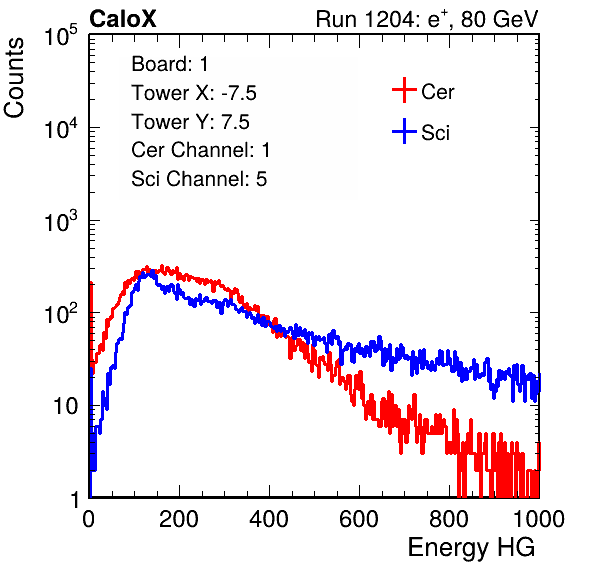 CaloX Run 1204: e⁺, 80 GeV
Counts
Board: 1
Tower X: -7.5
Tower Y: 7.5
Cer Channel: 1
Sci Channel: 5
Cer
Sci
10⁵
10⁴
10³
10²
10
1
0 200 400 600 800 1000
Energy HG